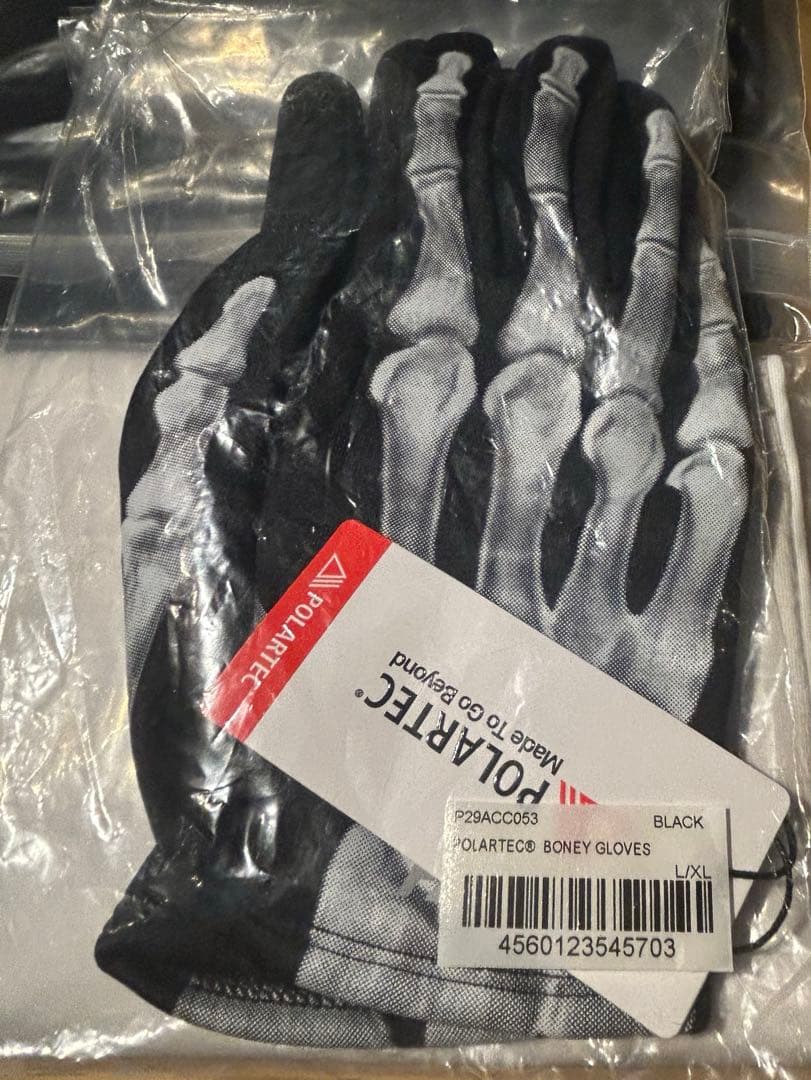 POLARTEC
POLARTEC®
Made To Go Beyond
P29ACC053 BLACK
POLARTEC® BONEY GLOVES
L/XL
4560123545703